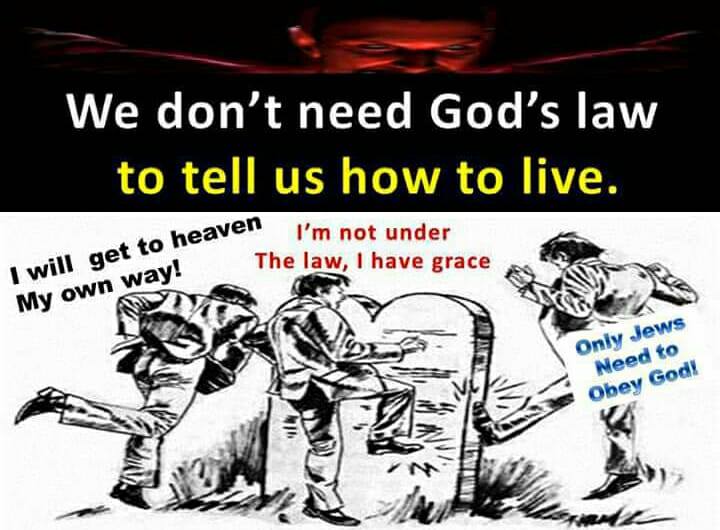 We don't need God's law
to tell us how to live.
I will get to heaven
My own way!
I'm not under
The law, I have grace
Only Jews
Need to
Obey God!